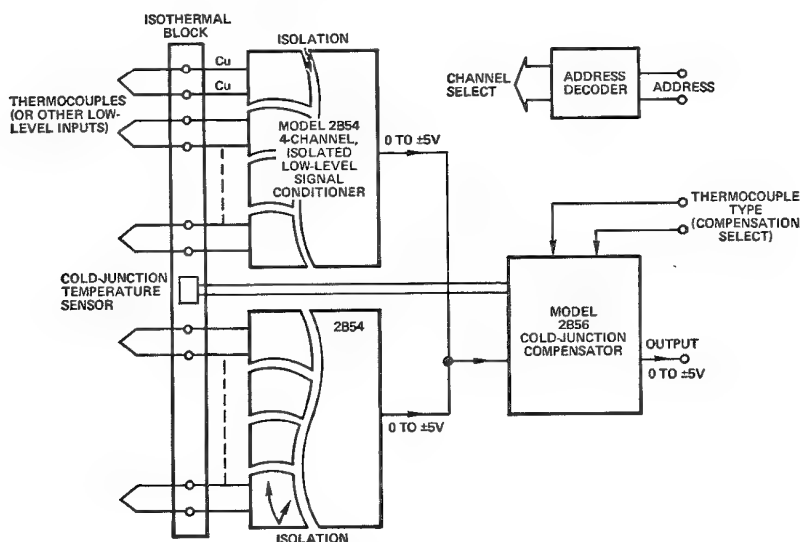 ISOTHERMAL
BLOCK
ISOLATION
Cu
Cu
THERMOCOUPLES
(OR OTHER LOW-
LEVEL INPUTS)
MODEL 2B54
4-CHANNEL,
ISOLATED
LOW-LEVEL
SIGNAL
CONDITIONER
0 TO ±5V
CHANNEL
SELECT
ADDRESS
DECODER
ADDRESS
THERMOCOUPLE
TYPE
(COMPENSATION
SELECT)
COLD-JUNCTION
TEMPERATURE
SENSOR
2B54
0 TO ±5V
MODEL
2B56
COLD-JUNCTION
COMPENSATOR
OUTPUT
0 TO ±5V
ISOLATION